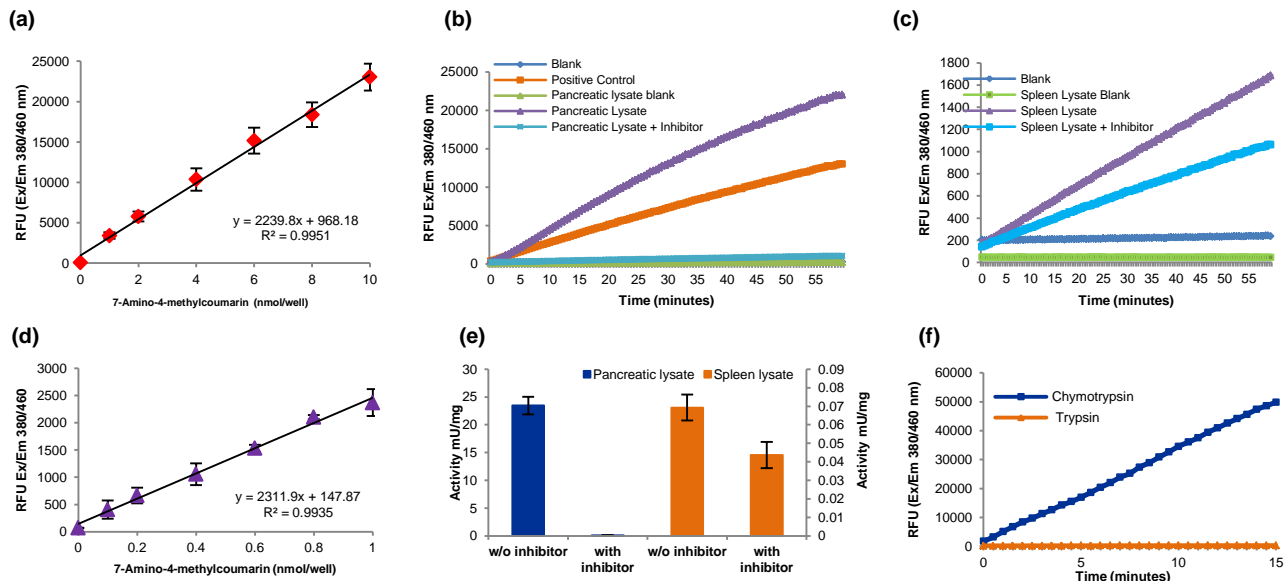 (a)
RFU (Ex/Em 380/460 nm)
25000
20000
15000
10000
5000
0
y = 2239.8x + 968.18
R² = 0.9951
0 2 4 6 8 10
7-Amino-4-methylcoumarin (nmol/well)
(b)
RFU Ex/Em 380/460 nm
25000
20000
15000
10000
5000
0
Blank
Positive Control
Pancreatic lysate blank
Pancreatic Lysate
Pancreatic Lysate + Inhibitor
0 5 10 15 20 25 30 35 40 45 50 55
Time (minutes)
(c)
RFU Ex/Em 380/460 nm
1800
1600
1400
1200
1000
800
600
400
200
0
Blank
Spleen Lysate Blank
Spleen Lysate
Spleen Lysate + Inhibitor
0 5 10 15 20 25 30 35 40 45 50 55
Time (minutes)
(d)
RFU Ex/Em 380/460
3000
2500
2000
1500
1000
500
0
y = 2311.9x + 147.87
R² = 0.9935
0 0.2 0.4 0.6 0.8 1
7-Amino-4-methylcoumarin (nmol/well)
(e)
Activity mU/mg
30
25
20
15
10
5
0
Pancreatic lysate Spleen lysate
w/o inhibitor with inhibitor w/o inhibitor with inhibitor
0.09
0.08
0.07
0.06
0.05
0.04
0.03
0.02
0.01
0
Activity mU/mg
(f)
RFU (Ex/Em 380/460 nm)
60000
50000
40000
30000
20000
10000
0
Chymotrypsin
Trypsin
0 5 10 15
Time (minutes)